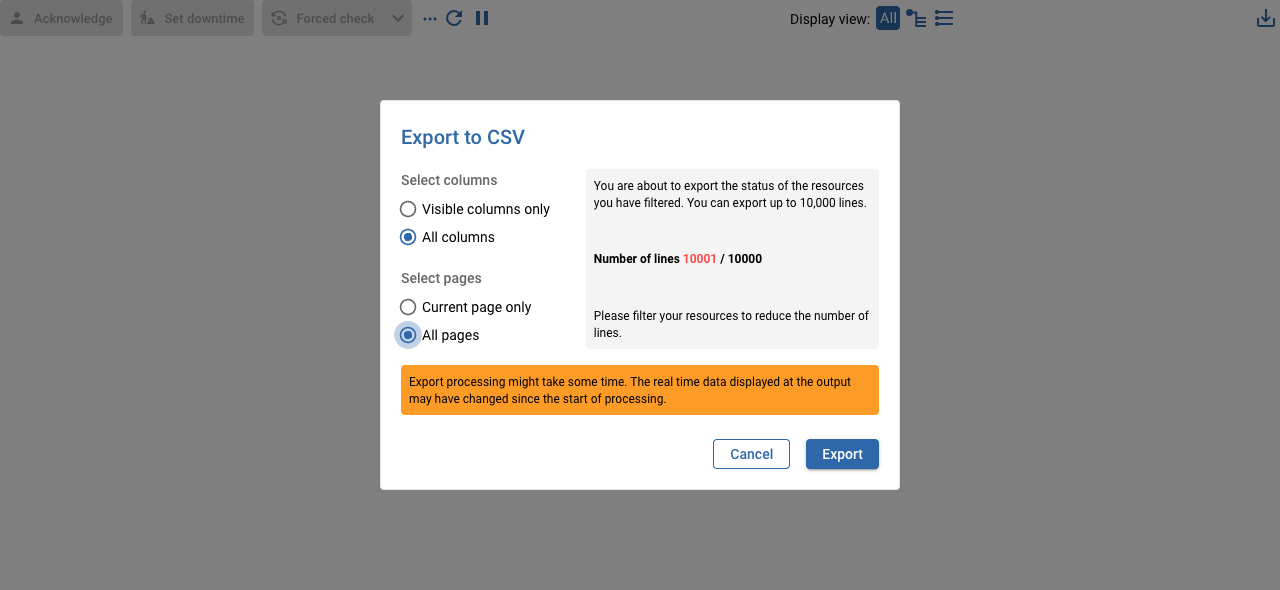 Acknowledge Set downtime Forced check Display view: All
Export to CSV
Select columns
Visible columns only
All columns
Select pages
Current page only
All pages
You are about to export the status of the resources
you have filtered. You can export up to 10,000 lines.
Number of lines 10001 / 10000
Please filter your resources to reduce the number of
lines.
Export processing might take some time. The real time data displayed at the output
may have changed since the start of processing.
Cancel Export